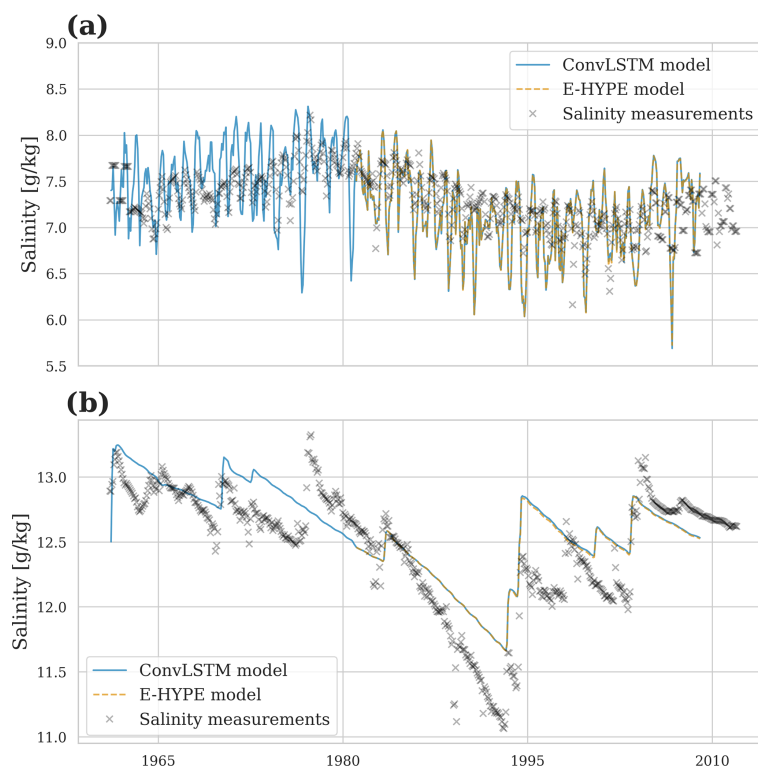 (a)
9.0
8.5
8.0
7.5
7.0
6.5
6.0
5.5
Salinity [g/kg]
ConvLSTM model
E-HYPE model
Salinity measurements
(b)
13.0
12.5
12.0
11.5
11.0
Salinity [g/kg]
ConvLSTM model
E-HYPE model
Salinity measurements
1965 1980 1995 2010